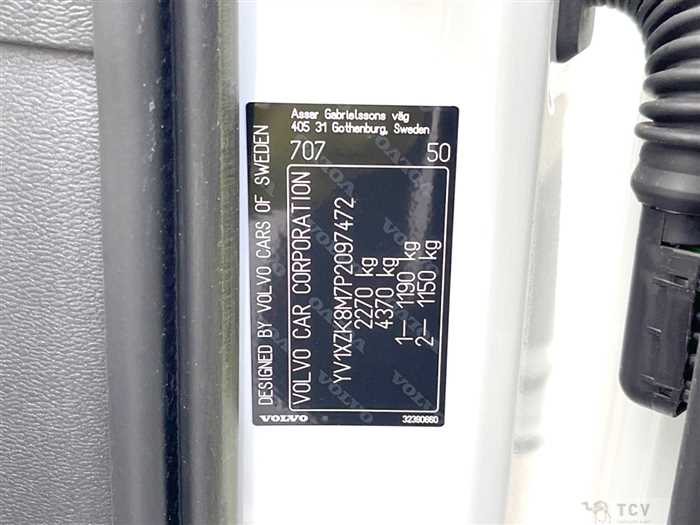 Assar Gabrielssons väg
405 31 Gothenburg, Sweden
707 50
DESIGNED BY VOLVO CARS OF SWEDEN
VOLVO CAR CORPORATION
YV1XZK8M7P2097472
2270 kg
4370 kg
1– 1190 kg
2– 1150 kg
VOLVO
32390660
TCV